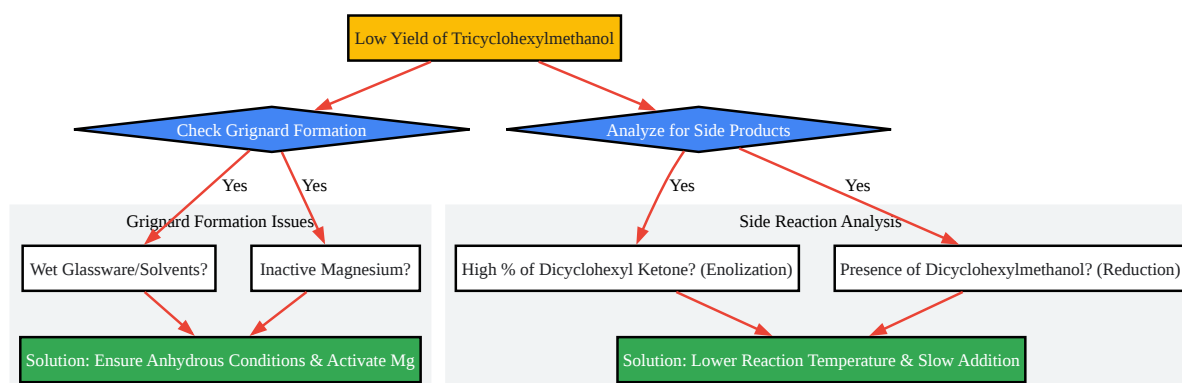 Low Yield of Tricyclohexylmethanol
Check Grignard Formation
Analyze for Side Products
Yes
Yes
Yes
Yes
Grignard Formation Issues
Side Reaction Analysis
Wet Glassware/Solvents?
Inactive Magnesium?
High % of Dicyclohexyl Ketone? (Enolization)
Presence of Dicyclohexylmethanol? (Reduction)
Solution: Ensure Anhydrous Conditions & Activate Mg
Solution: Lower Reaction Temperature & Slow Addition